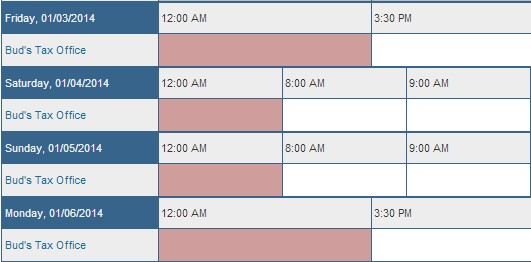 Friday, 01/03/2014 12:00 AM 3:30 PM
Bud's Tax Office
Saturday, 01/04/2014 12:00 AM 8:00 AM 9:00 AM
Bud's Tax Office
Sunday, 01/05/2014 12:00 AM 8:00 AM 9:00 AM
Bud's Tax Office
Monday, 01/06/2014 12:00 AM 3:30 PM
Bud's Tax Office